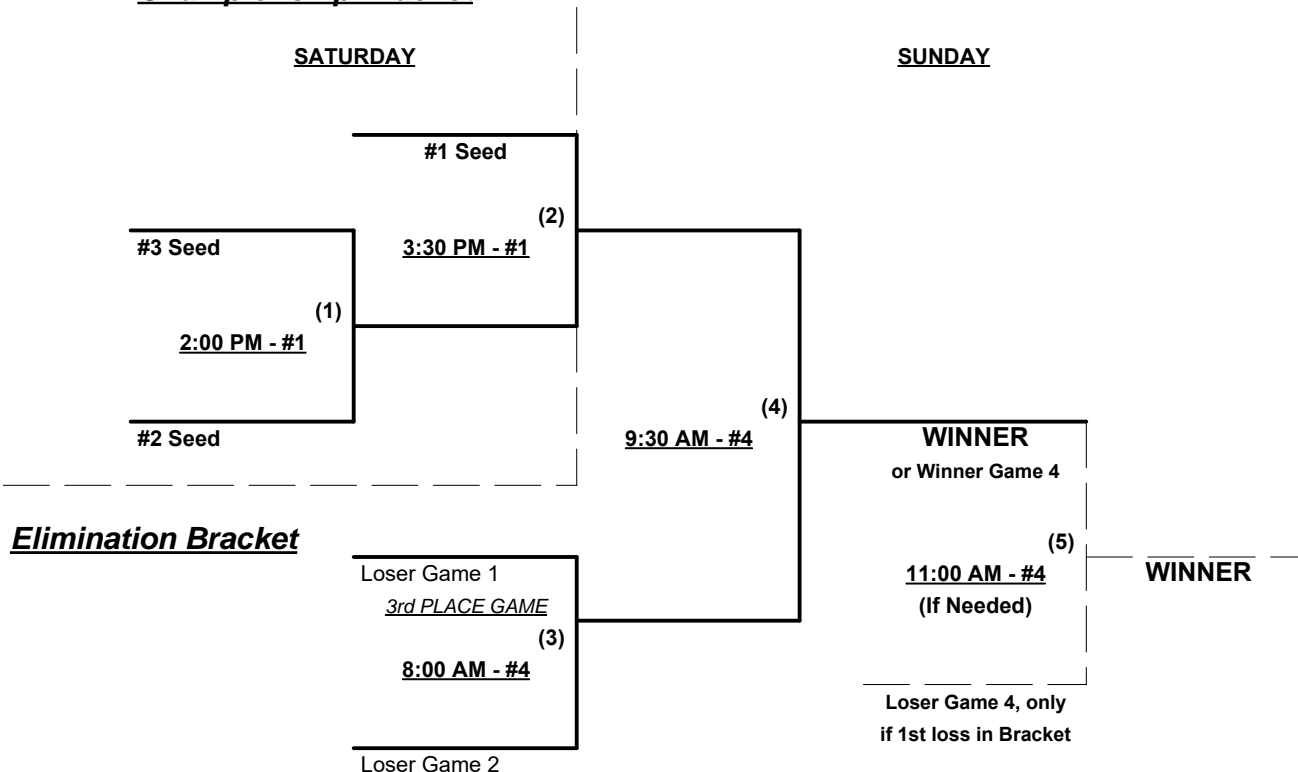 SATURDAY
SUNDAY
#1 Seed
(2)
#3 Seed
3:30 PM - #1
(1)
2:00 PM - #1
(4)
#2 Seed
9:30 AM - #4
WINNER
or Winner Game 4
Elimination Bracket
(5)
Loser Game 1
11:00 AM - #4
WINNER
3rd PLACE GAME
(If Needed)
(3)
8:00 AM - #4
Loser Game 4, only
if 1st loss in Bracket
Loser Game 2